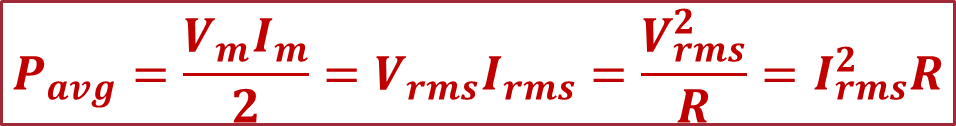 P_avg = V_m I_m / 2 = V_rms I_rms = V_rms^2 / R = I_rms^2 R